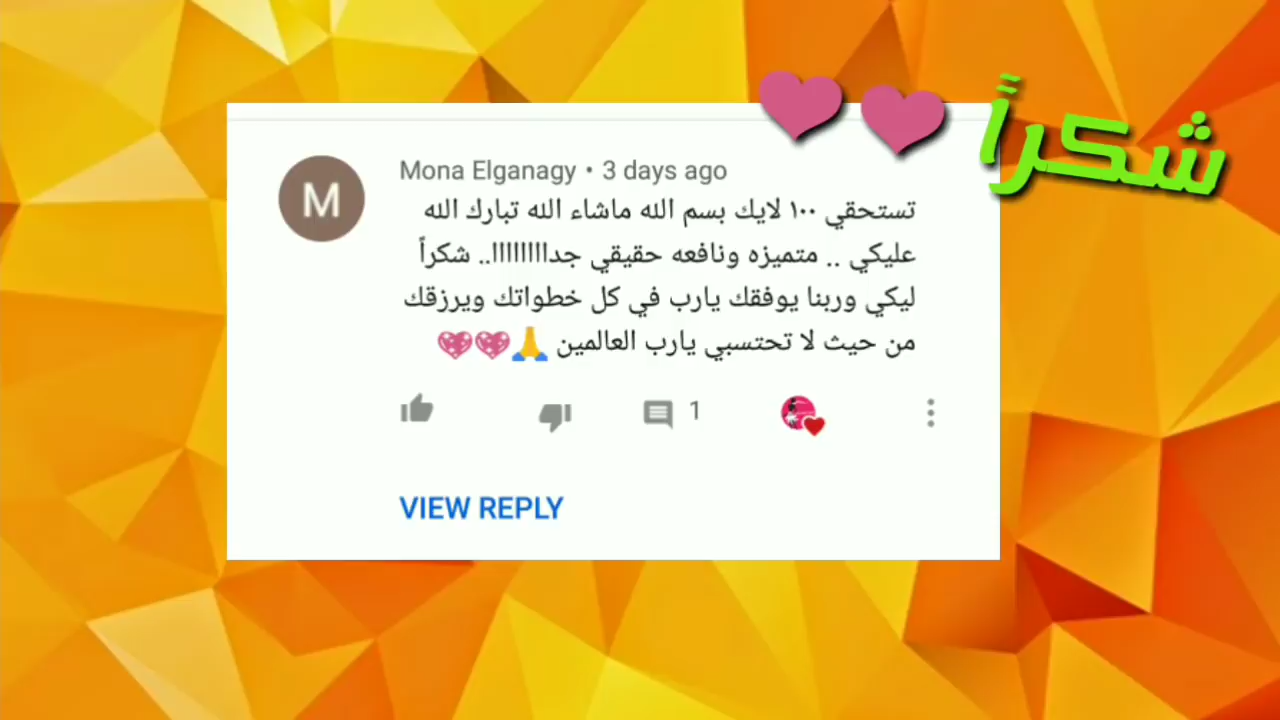 شكراً
Mona Elganagy • 3 days ago
تستحقي ١٠٠ لايك بسم الله ماشاء الله تبارك الله
عليكي .. متميزه ونافعه حقيقي جداااااااا.. شكراً
ليكي وربنا يوفقك يارب في كل خطواتك ويرزقك
من حيث لا تحتسبي يارب العالمين 🙏💖💖
1
VIEW REPLY